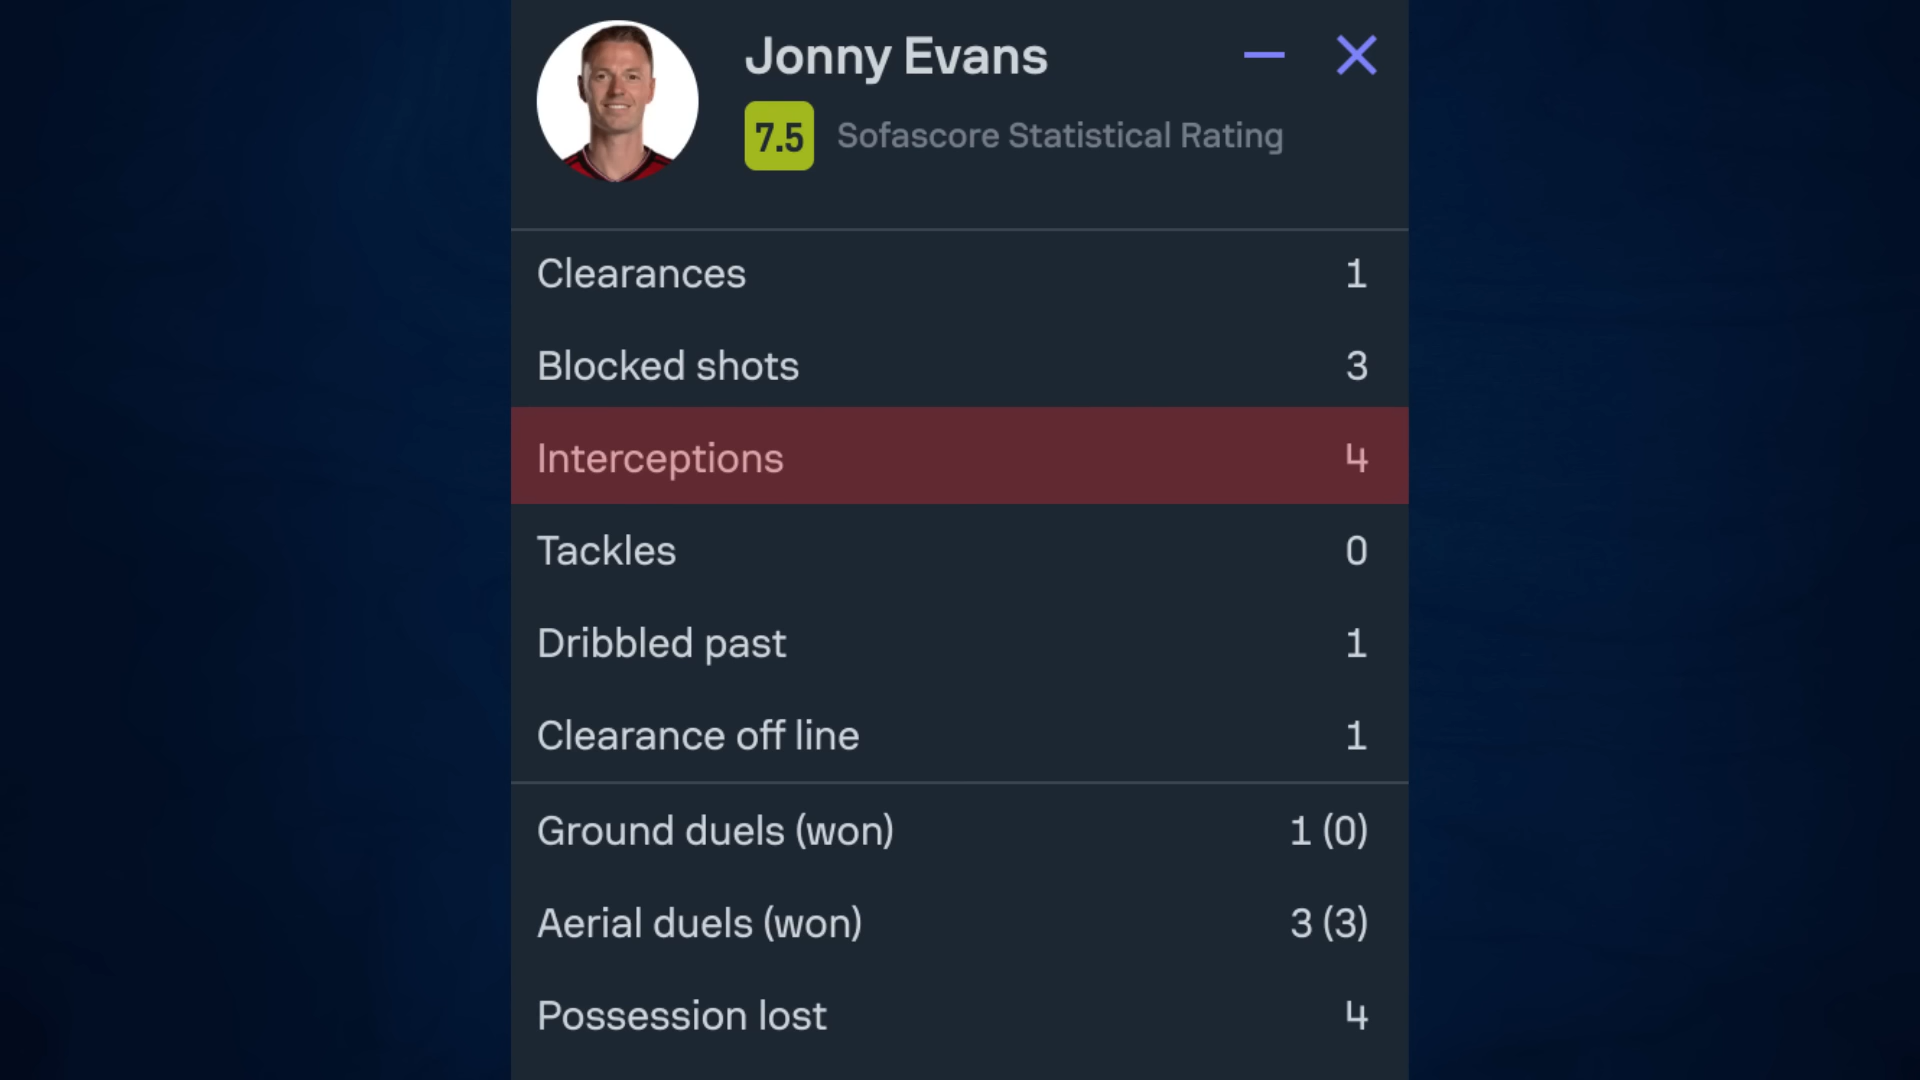 Jonny Evans
7.5 Sofascore Statistical Rating
Clearances 1
Blocked shots 3
Interceptions 4
Tackles 0
Dribbled past 1
Clearance off line 1
Ground duels (won) 1 (0)
Aerial duels (won) 3 (3)
Possession lost 4